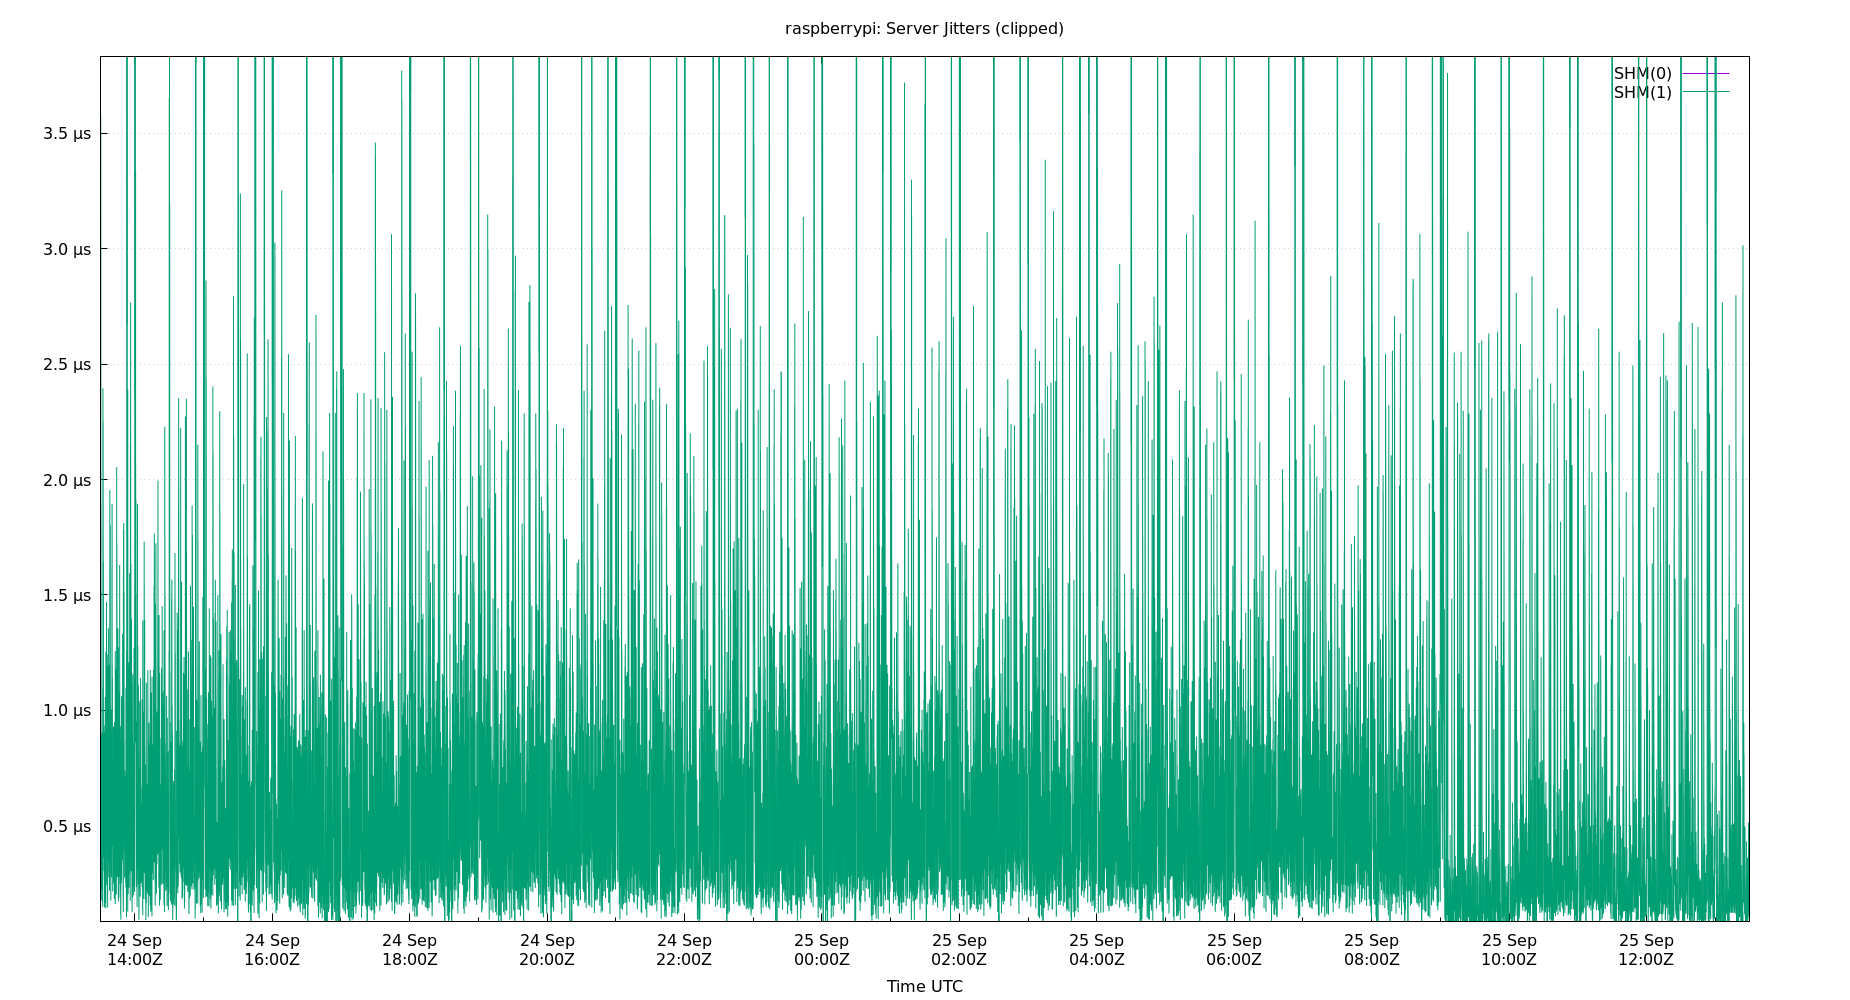 raspberrypi: Server Jitters (clipped)
SHM(0)
SHM(1)
3.5 µs
3.0 µs
2.5 µs
2.0 µs
1.5 µs
1.0 µs
0.5 µs
24 Sep 24 Sep 24 Sep 24 Sep 24 Sep 25 Sep 25 Sep 25 Sep 25 Sep 25 Sep 25 Sep 25 Sep
14:00Z 16:00Z 18:00Z 20:00Z 22:00Z 00:00Z 02:00Z 04:00Z 06:00Z 08:00Z 10:00Z 12:00Z
Time UTC